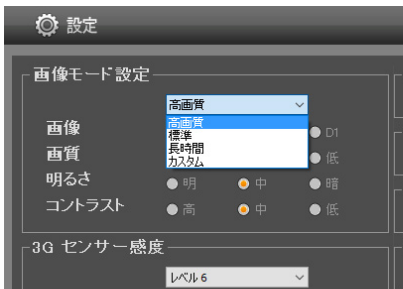 設定
画像モード設定
高画質
高画質
標準
長時間
カスタム
画像
D1
画質
低
明るさ
明
中
暗
コントラスト
高
中
低
3G センサー感度
レベル 6